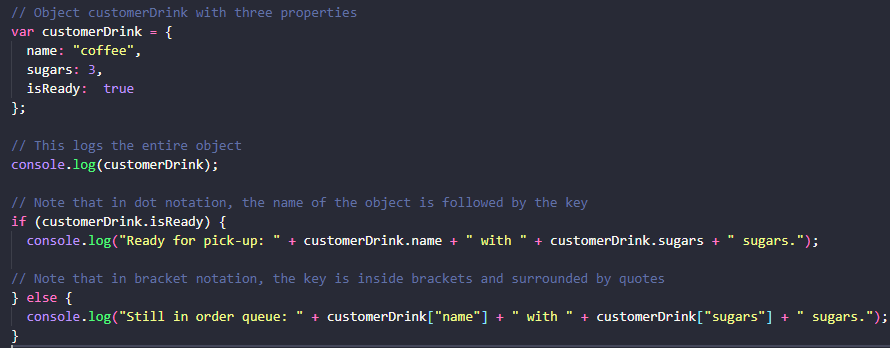 // Object customerDrink with three properties
var customerDrink = {
  name: "coffee",
  sugars: 3,
  isReady:  true
};

// This logs the entire object
console.log(customerDrink);

// Note that in dot notation, the name of the object is followed by the key
if (customerDrink.isReady) {
  console.log("Ready for pick-up: " + customerDrink.name + " with " + customerDrink.sugars + " sugars.");

// Note that in bracket notation, the key is inside brackets and surrounded by quotes
} else {
  console.log("Still in order queue: " + customerDrink["name"] + " with " + customerDrink["sugars"] + " sugars.");
}